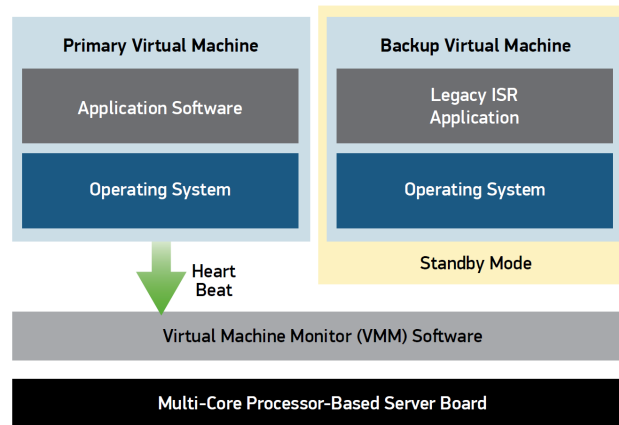 Primary Virtual Machine
Application Software
Operating System
Backup Virtual Machine
Legacy ISR
Application
Operating System
Standby Mode
Heart
Beat
Virtual Machine Monitor (VMM) Software
Multi-Core Processor-Based Server Board